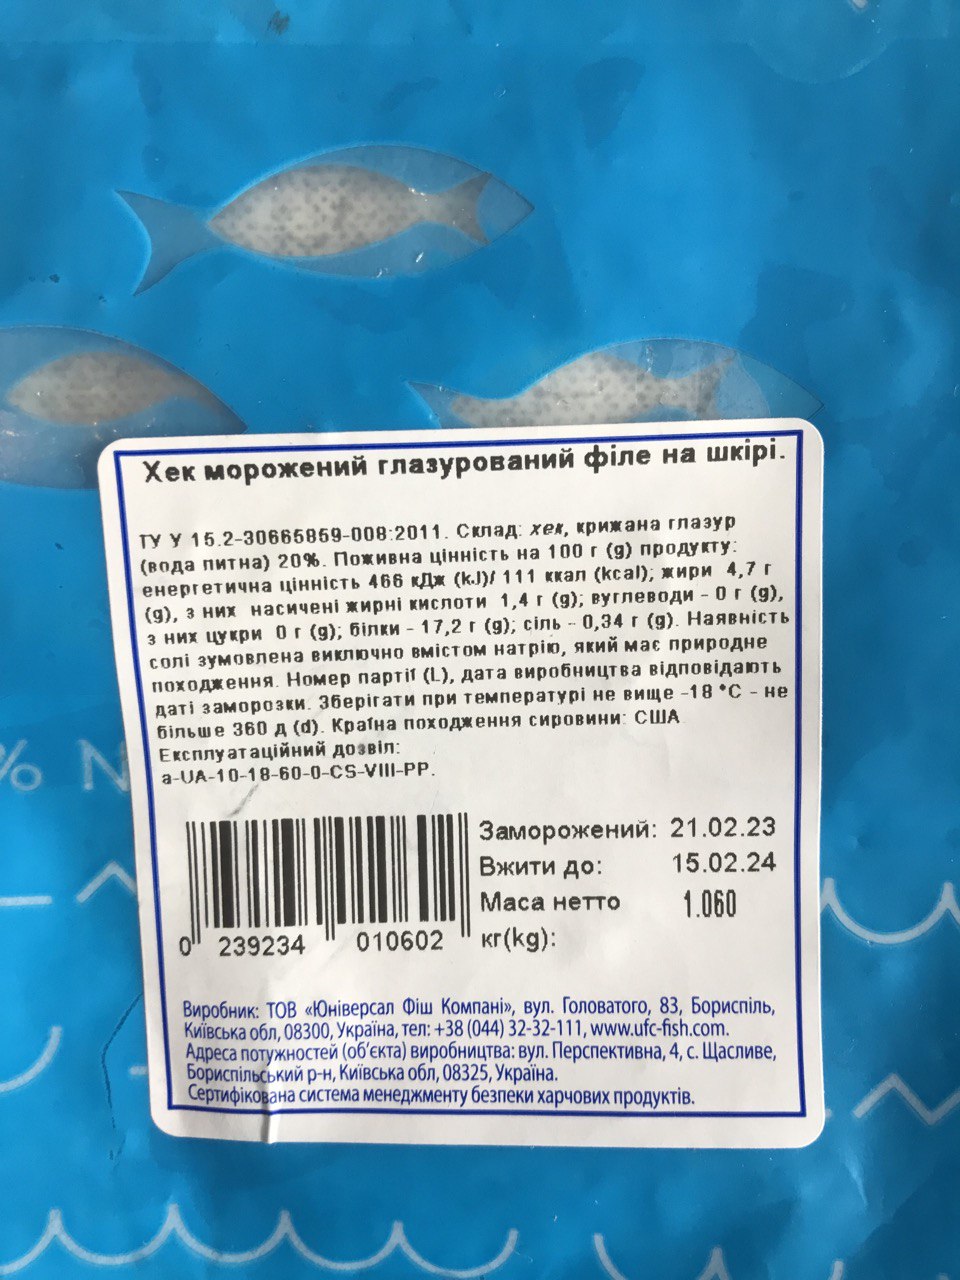 Хек морожений глазурований філе на шкірі.
ТУ У 15.2-30665859-008:2011. Склад: хек, крижана глазур
(вода питна) 20%. Поживна цінність на 100 г (g) продукту:
енергетична цінність 466 кДж (kJ)/ 111 ккал (kcal); жири 4,7 г
(g), з них насичені жирні кислоти 1,4 г (g); вуглеводи - 0 г (g),
з них цукри 0 г (g); білки - 17,2 г (g); сіль - 0,34 г (g). Наявність
солі зумовлена виключно вмістом натрію, який має природне
походження. Номер партії (L), дата виробництва відповідають
даті заморозки. Зберігати при температурі не вище -18 °С - не
більше 360 д (d). Країна походження сировини: США
Експлуатаційний дозвіл:
a-UA-10-18-60-0-CS-VIII-PP.
Заморожений: 21.02.23
Вжити до: 15.02.24
Маса нетто 1.060
кг(kg):
0 239234 010602
Виробник: ТОВ «Юніверсал Фіш Компані», вул. Головатого, 83, Бориспіль,
Київська обл, 08300, Україна, тел: +38 (044) 32-32-111, www.ufc-fish.com.
Адреса потужностей (об'єкта) виробництва: вул. Перспективна, 4, с. Щасливе,
Бориспільський р-н, Київська обл, 08325, Україна.
Сертифікована система менеджменту безпеки харчових продуктів.
% N